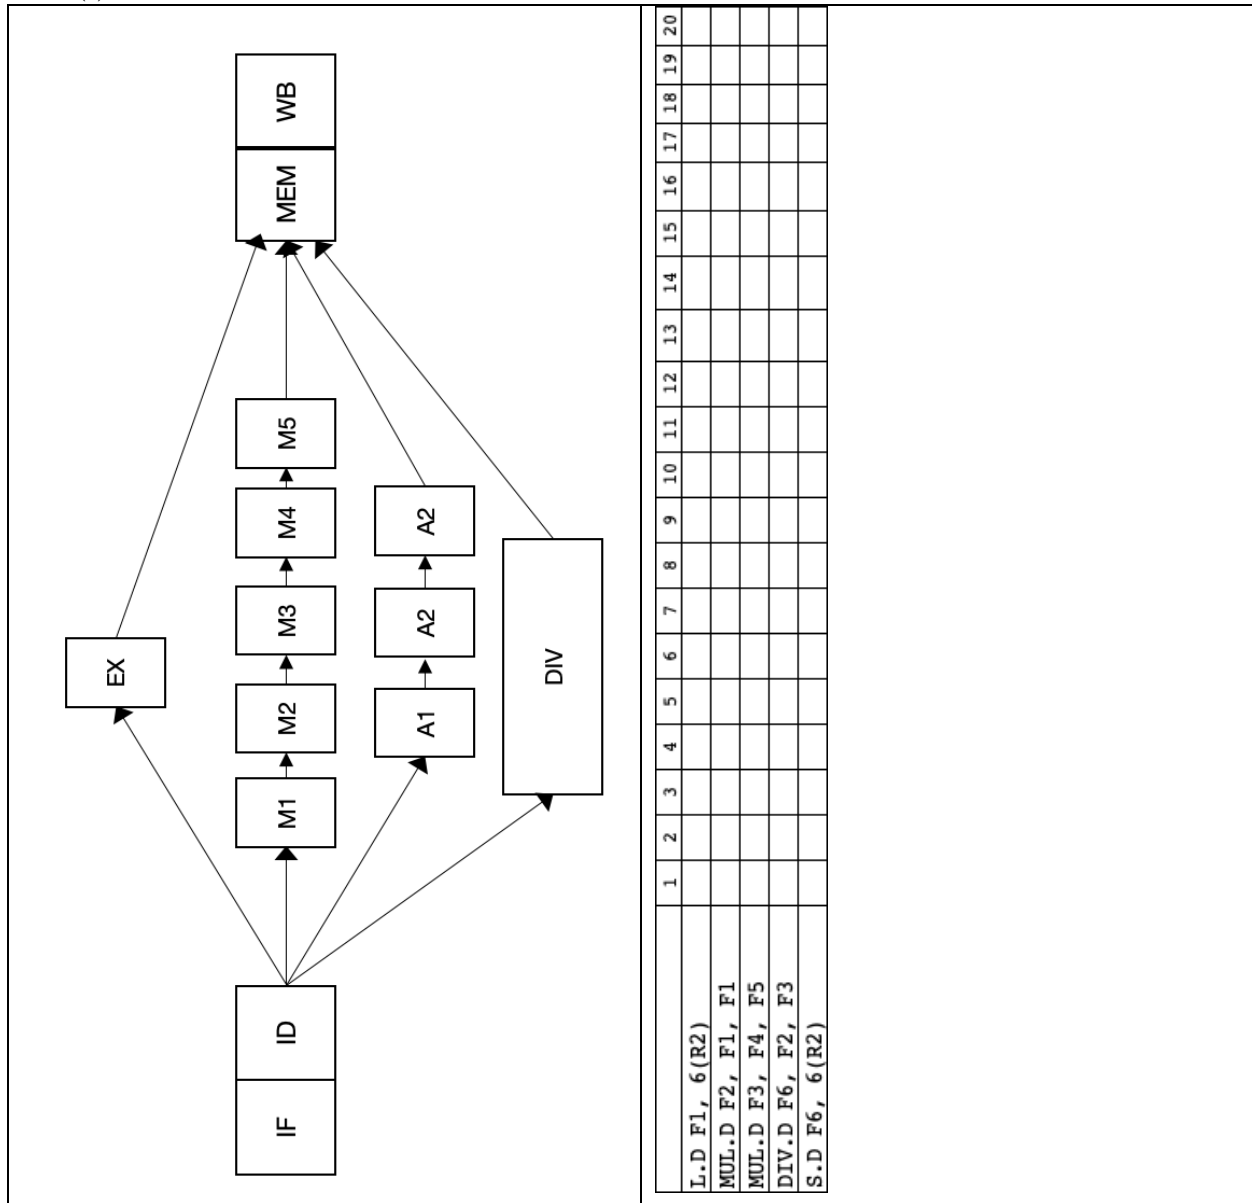 EX
IF ID M1 M2 M3 M4 M5 MEM WB
A1 A2 A2
DIV
1 2 3 4 5 6 7 8 9 10 11 12 13 14 15 16 17 18 19 20
L.D F1, 6(R2)
MUL.D F2, F1, F1
MUL.D F3, F4, F5
DIV.D F6, F2, F3
S.D F6, 6(R2)